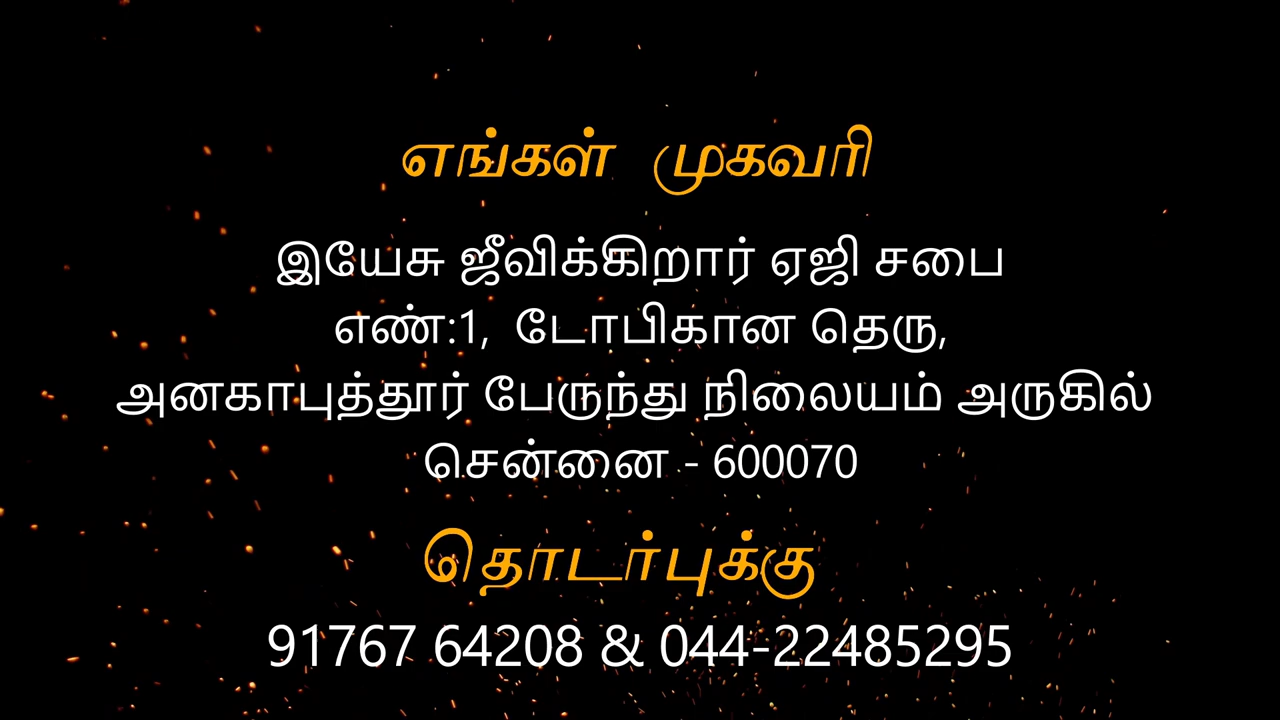 எங்கள் முகவரி
இயேசு ஜீவிக்கிறார் ஏஜி சபை
எண்:1, டோபிகான தெரு,
அனகாபுத்தூர் பேருந்து நிலையம் அருகில்
சென்னை - 600070
தொடர்புக்கு
91767 64208 & 044-22485295